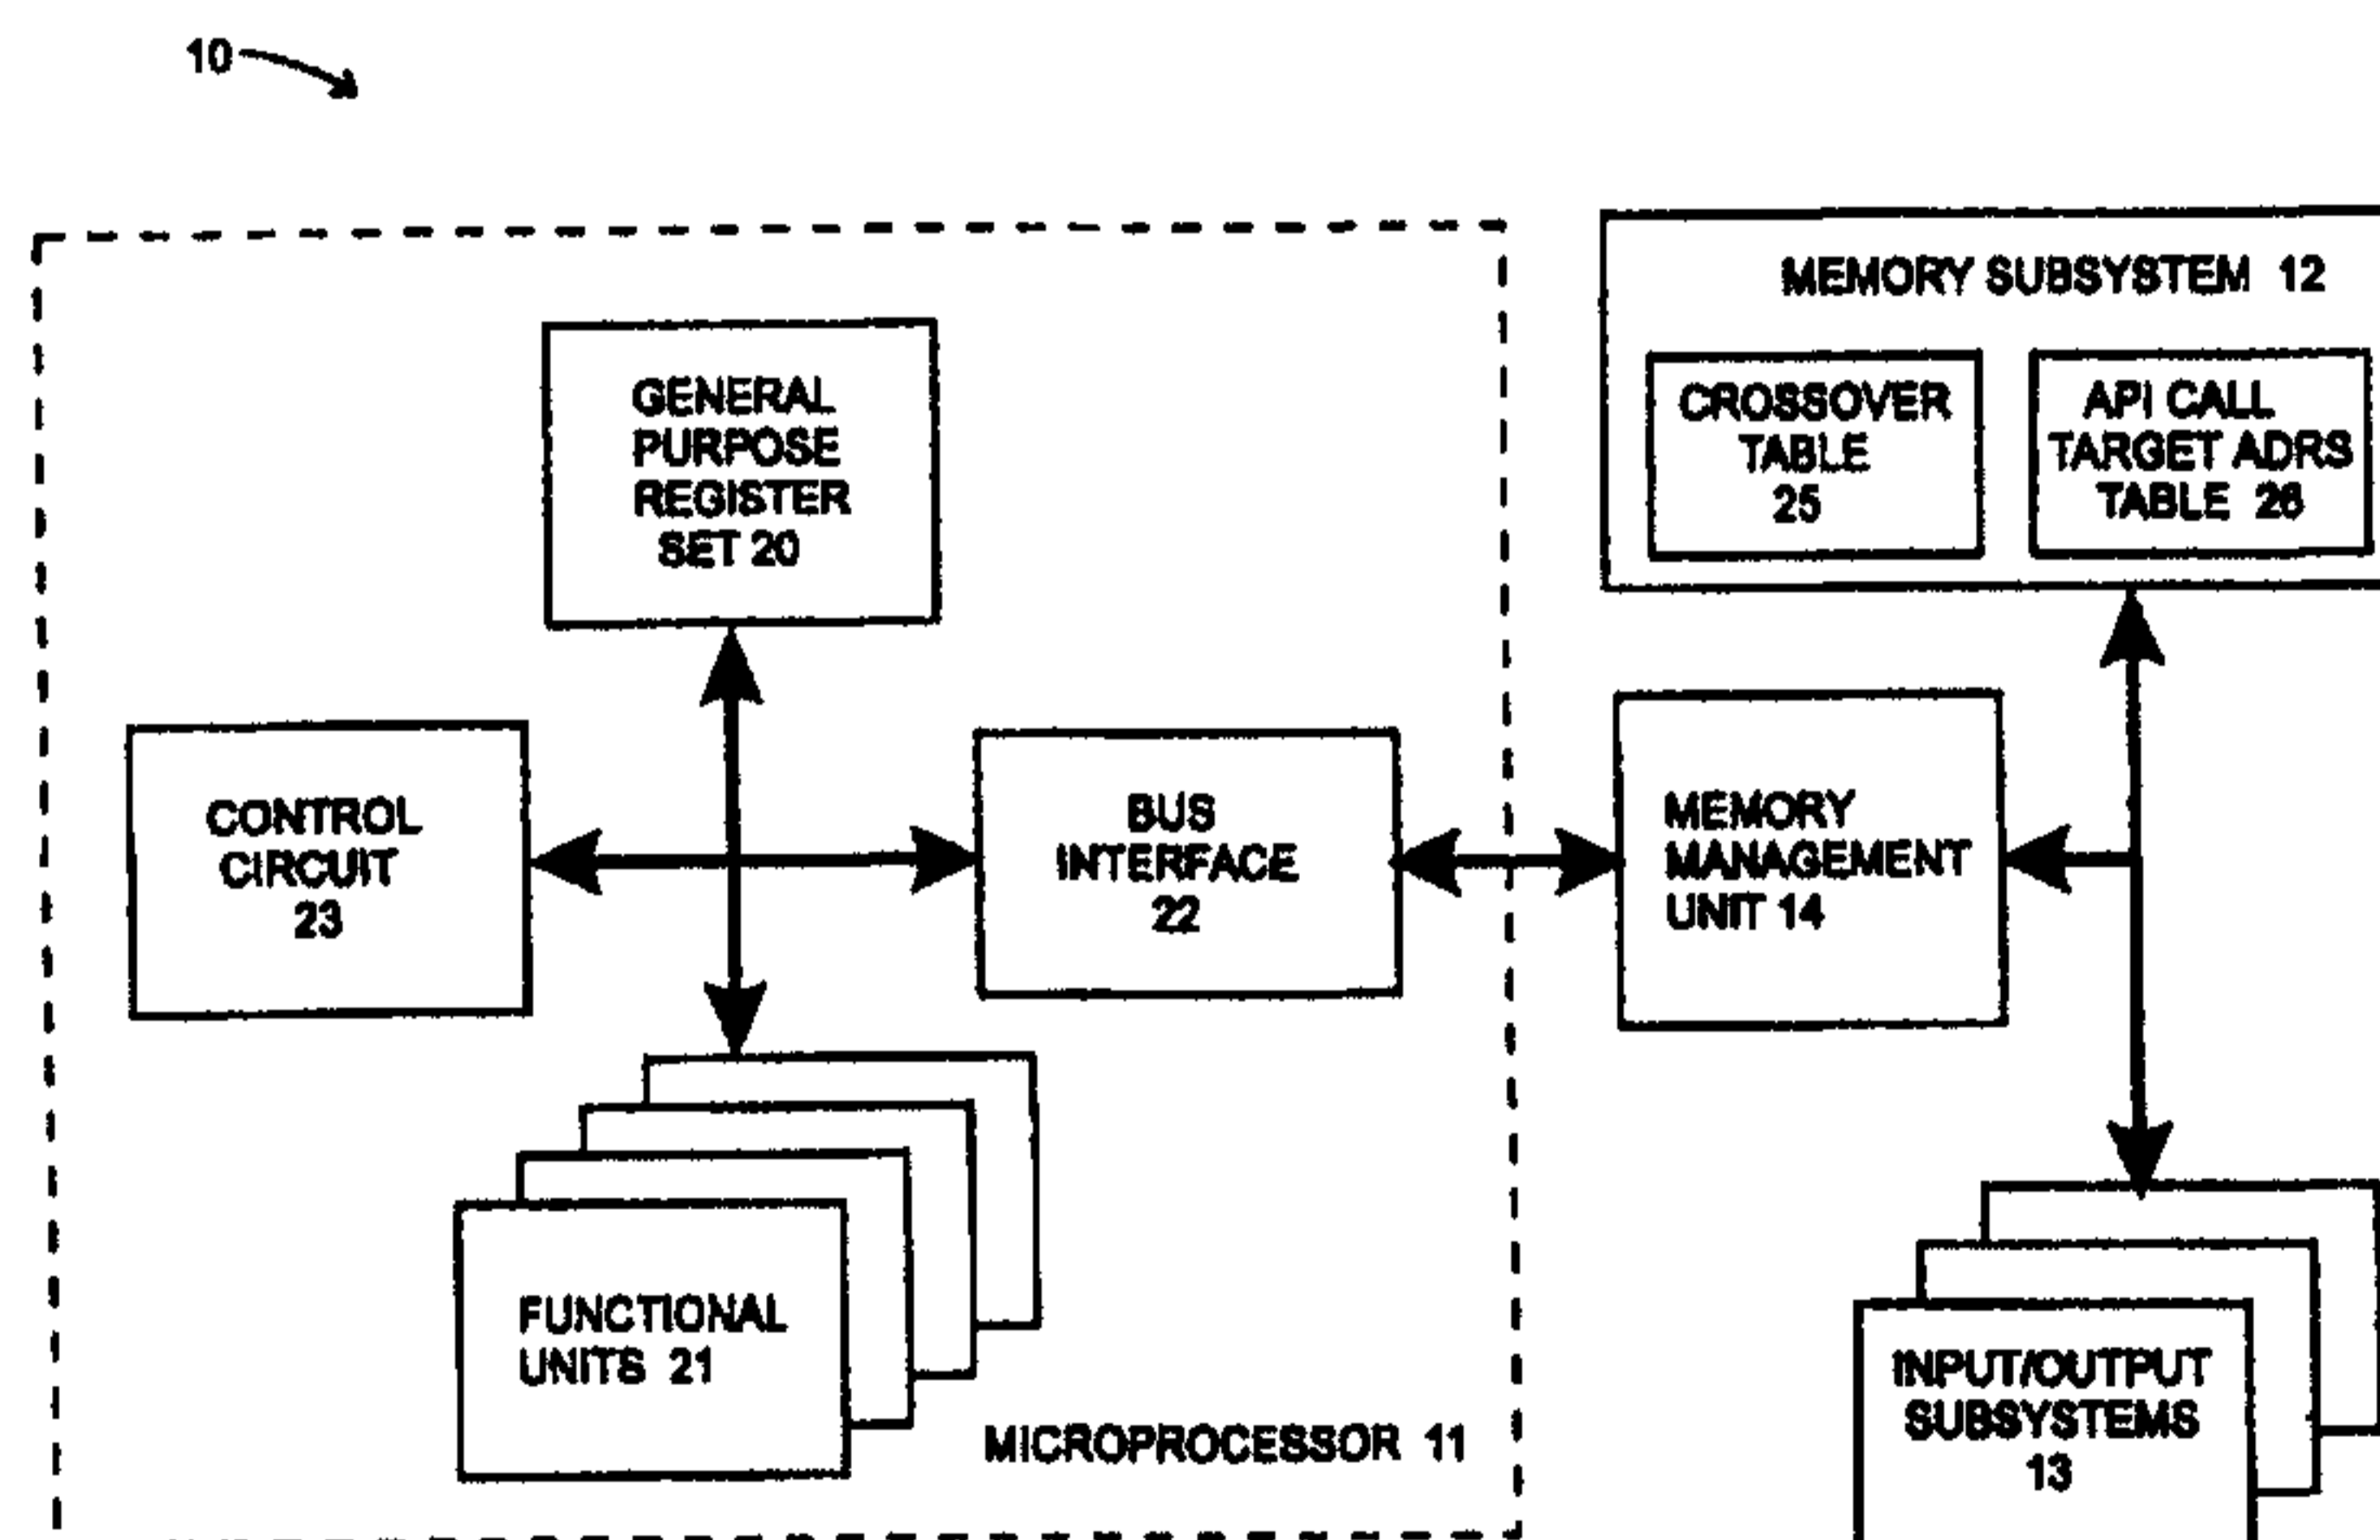 10
MEMORY SUBSYSTEM 12
GENERAL
PURPOSE
REGISTER
SET 20
CROSSOVER
TABLE
25
API CALL
TARGET ADRS
TABLE 26
CONTROL
CIRCUIT
23
BUS
INTERFACE
22
MEMORY
MANAGEMENT
UNIT 14
FUNCTIONAL
UNITS 21
MICROPROCESSOR 11
INPUT/OUTPUT
SUBSYSTEMS
13